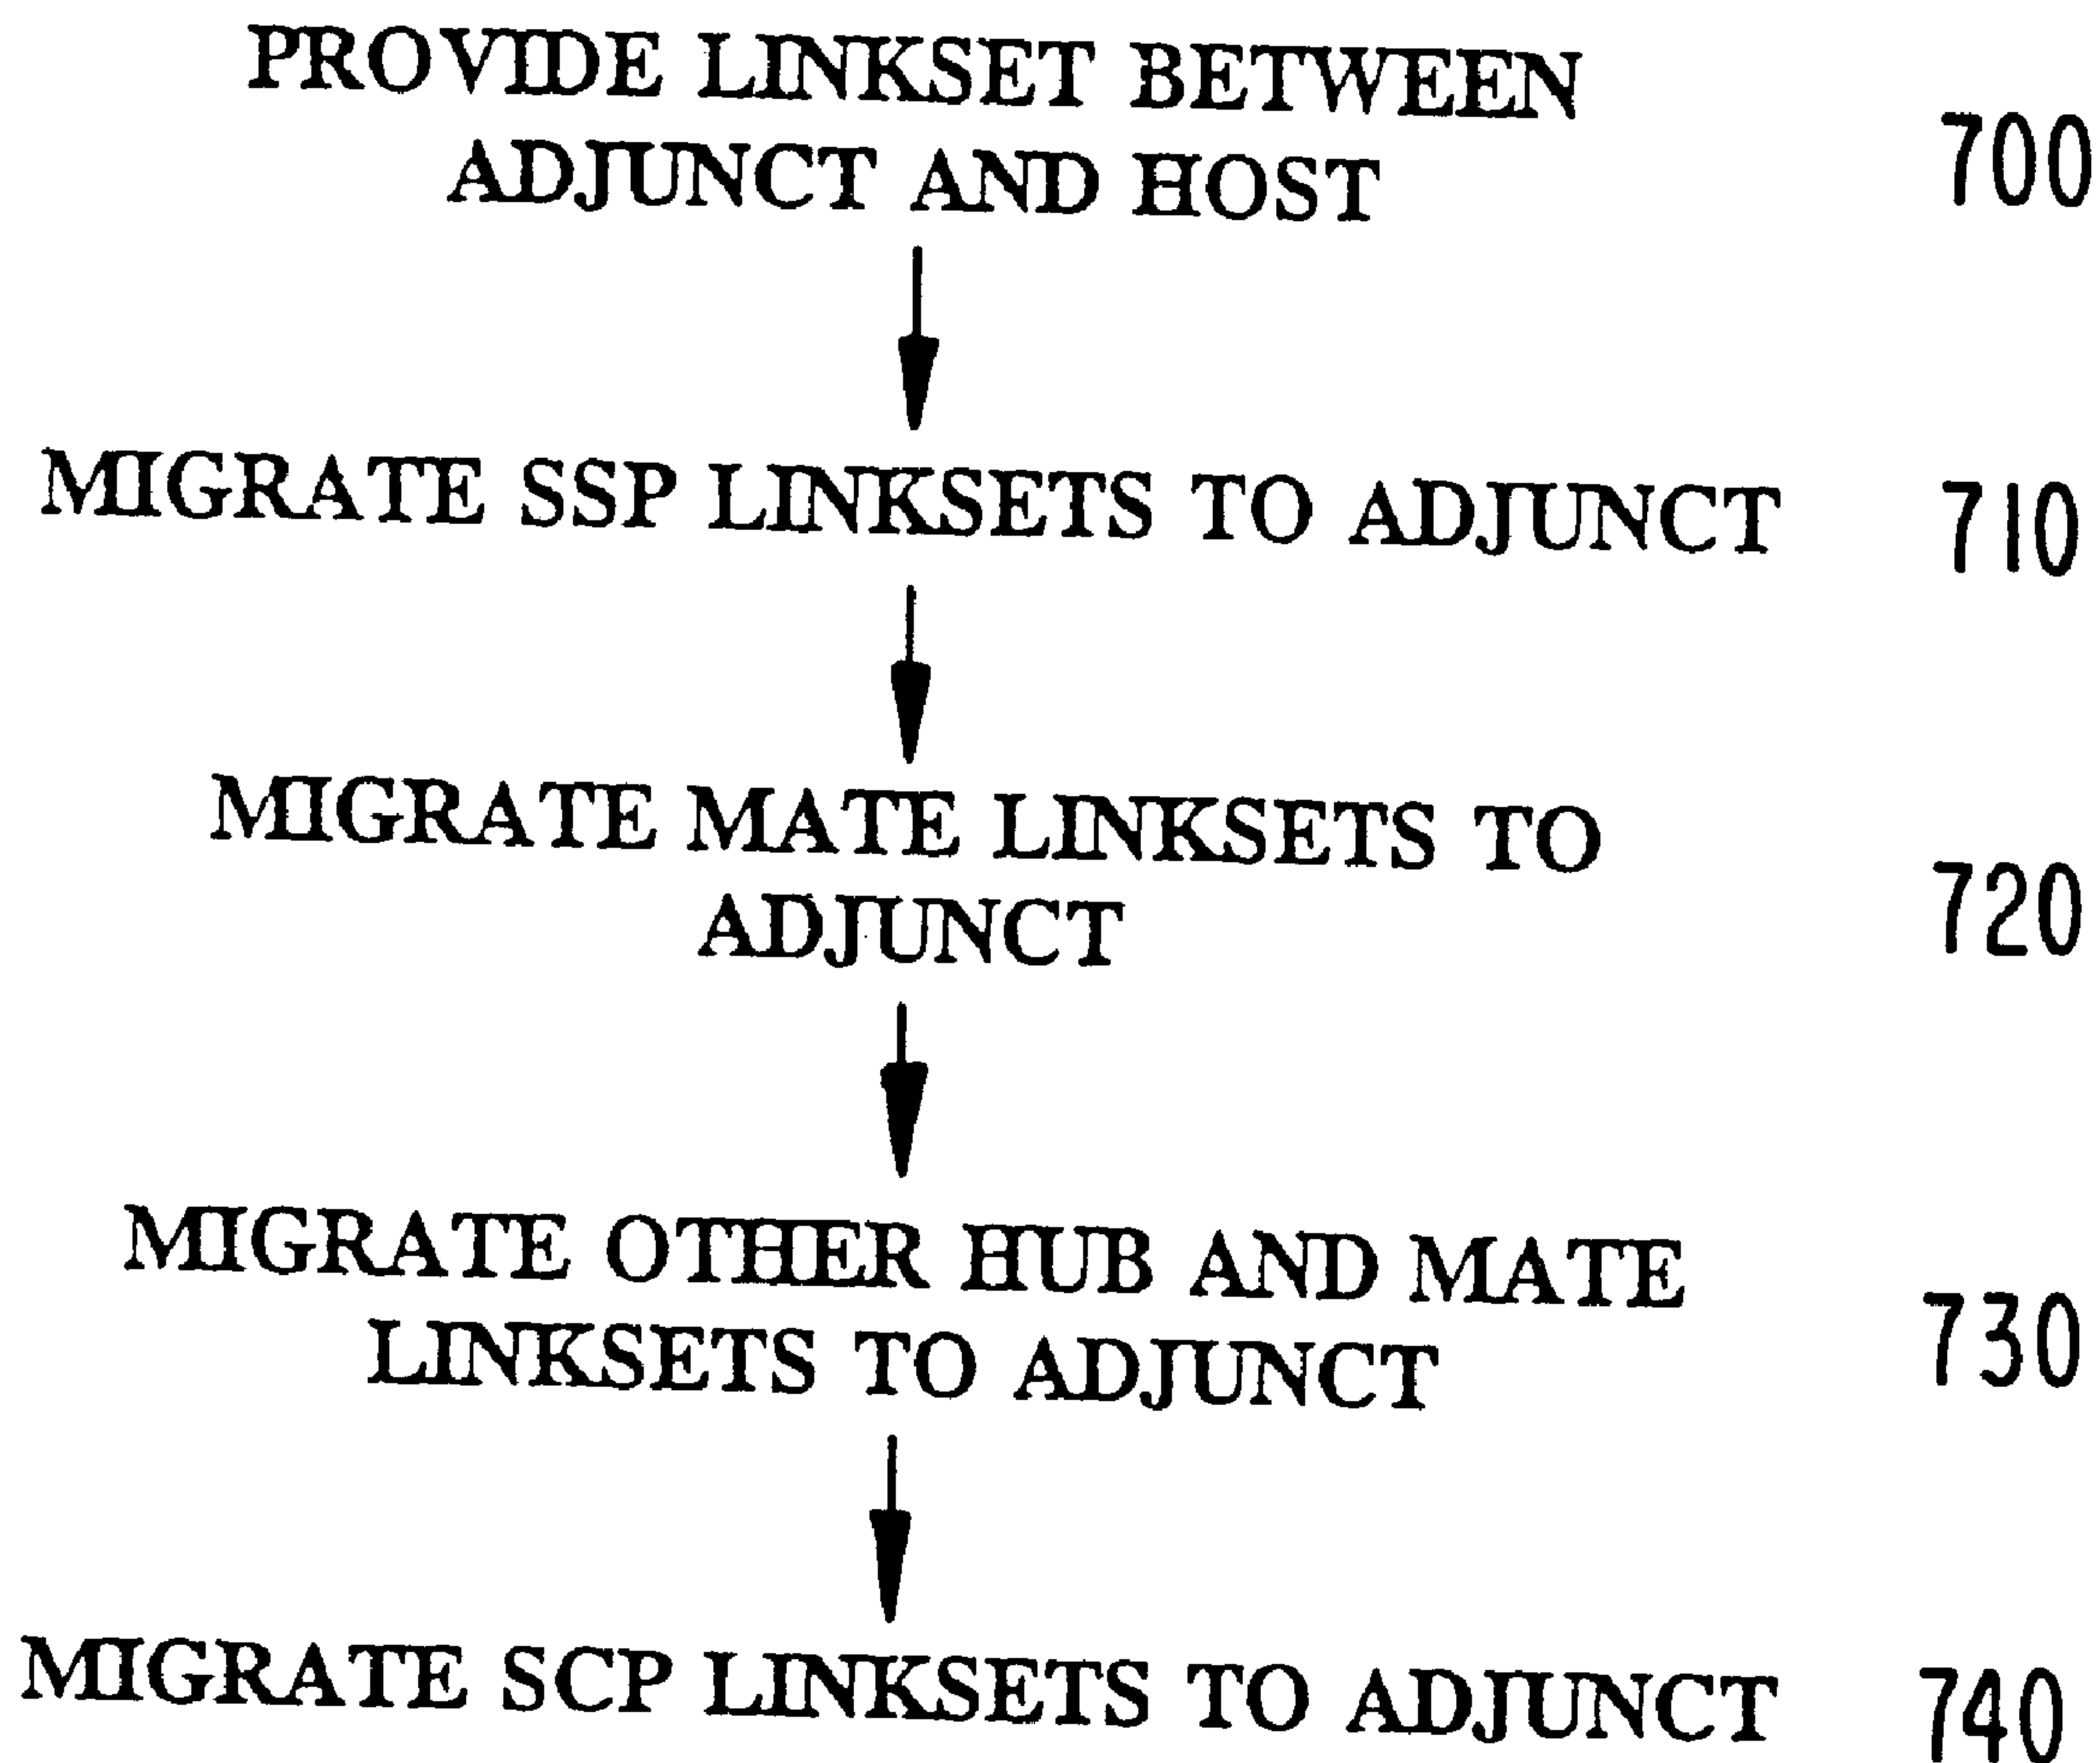 PROVIDE LINKSET BETWEEN
ADJUNCT AND HOST
700
MIGRATE SSP LINKSETS TO ADJUNCT 710
MIGRATE MATE LINKSETS TO
ADJUNCT
720
MIGRATE OTHER HUB AND MATE
LINKSETS TO ADJUNCT
730
MIGRATE SCP LINKSETS TO ADJUNCT 740